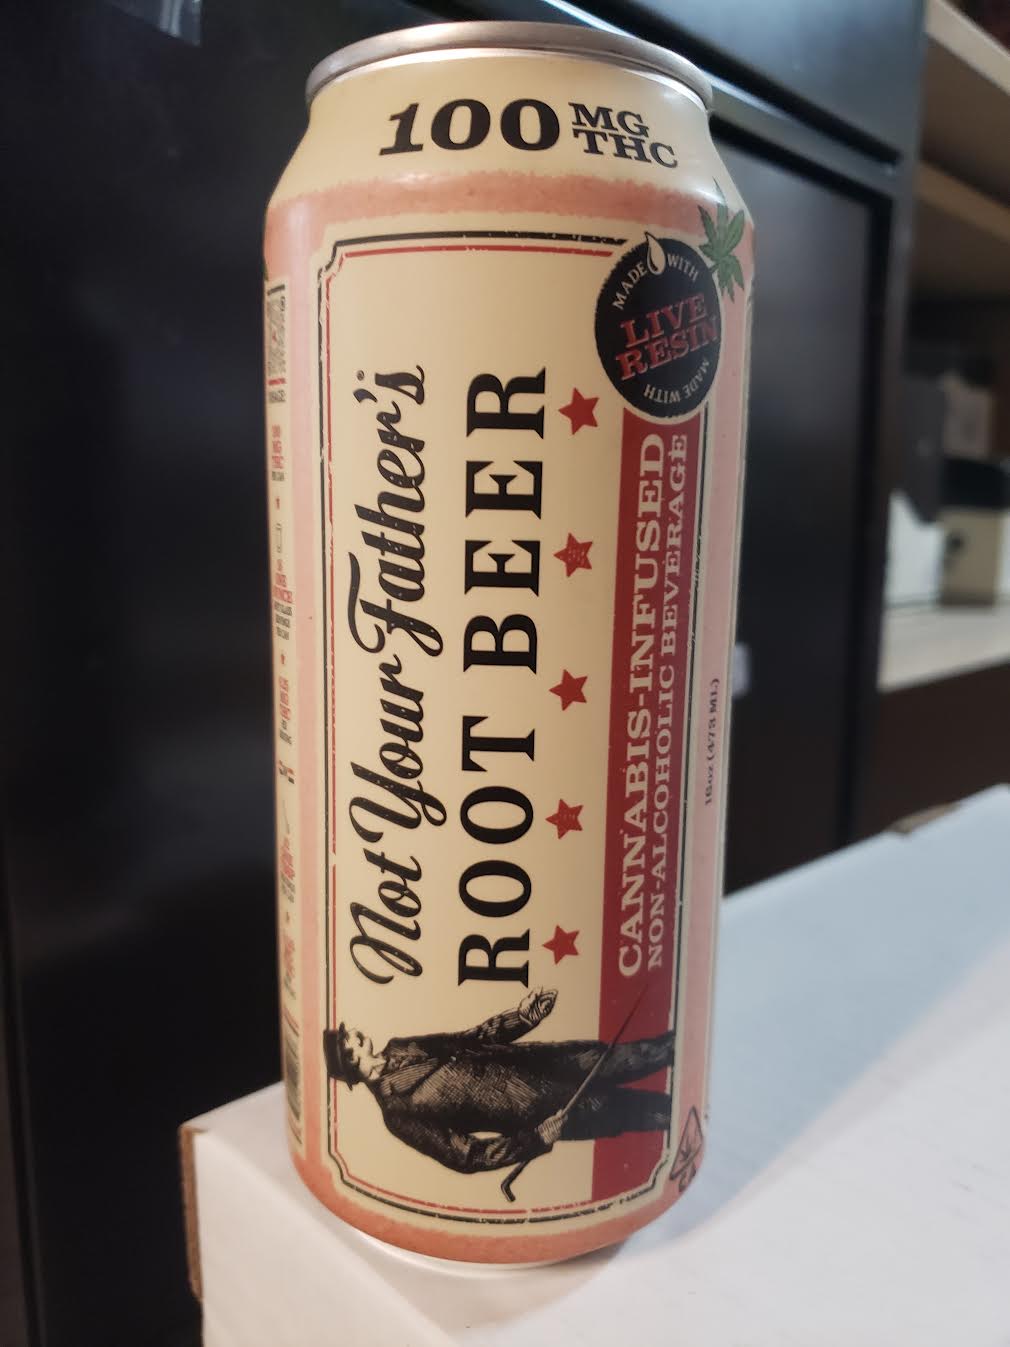 100 MG
THC
MADE WITH
LIVE
RESIN
MADE WITH
Not Your Father's
ROOT BEER
CANNABIS-INFUSED
NON-ALCOHOLIC BEVERAGE
16oz (473 ML)
CA